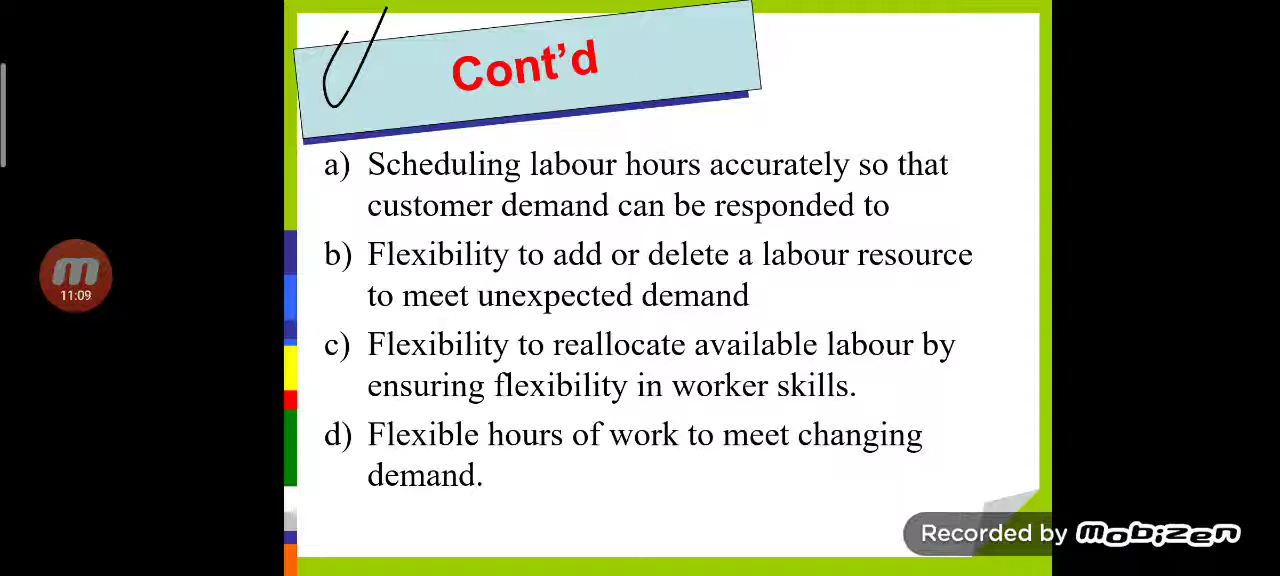 Cont’d
a) Scheduling labour hours accurately so that
customer demand can be responded to
b) Flexibility to add or delete a labour resource
to meet unexpected demand
c) Flexibility to reallocate available labour by
ensuring flexibility in worker skills.
d) Flexible hours of work to meet changing
demand.
11:09
Recorded by mobizen